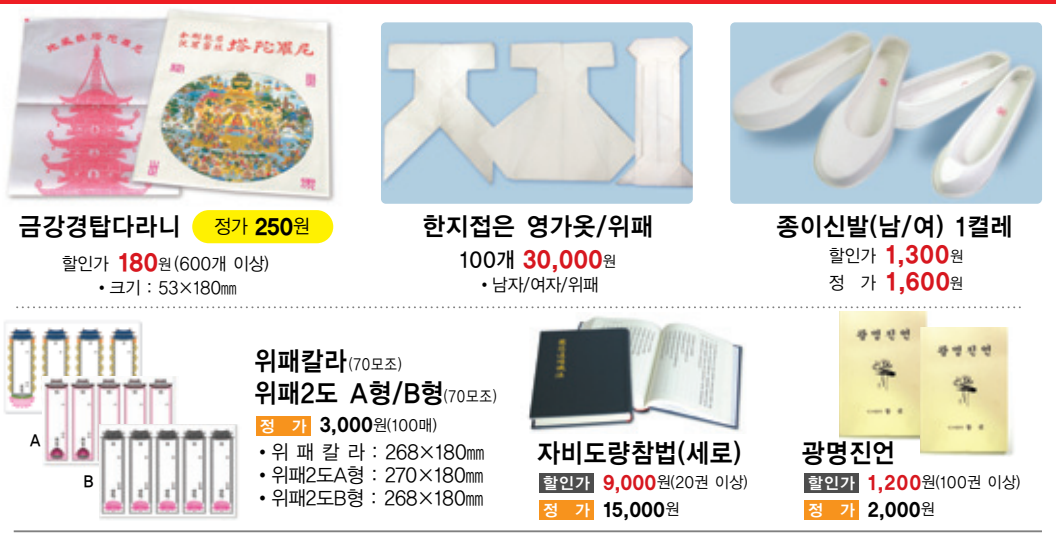 塔陀羅尼
금강경탑다라니 정가 250원
할인가 180원(600개 이상)
• 크기 : 53×180㎜
한지접은 영가옷/위패
100개 30,000원
• 남자/여자/위패
종이신발(남/여) 1켤레
할인가 1,300원
정 가 1,600원
A
B
위패칼라(70모조)
위패2도 A형/B형(70모조)
정 가 3,000원(100매)
• 위 패 칼 라 : 268×180㎜
• 위패2도A형 : 270×180㎜
• 위패2도B형 : 268×180㎜
자비도량참법(세로)
할인가 9,000원(20권 이상)
정 가 15,000원
광명진언
광명진언
광명진언
할인가 1,200원(100권 이상)
정 가 2,000원